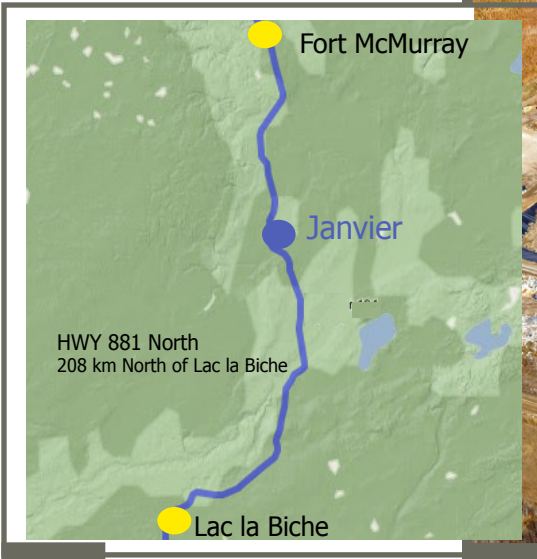 Fort McMurray
Janvier
HWY 881 North
208 km North of Lac la Biche
Lac la Biche